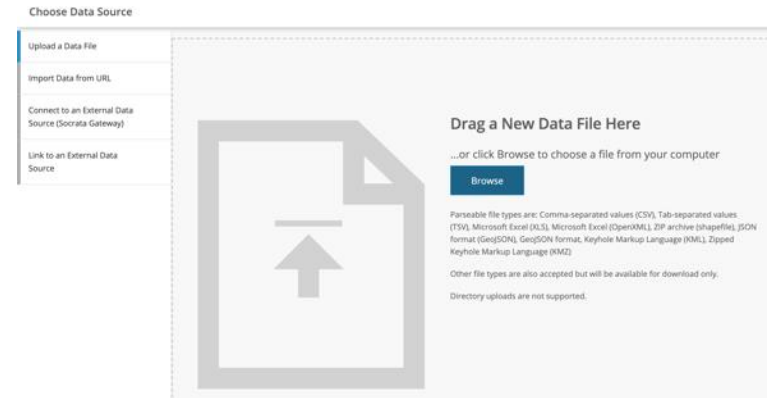 Choose Data Source
Upload a Data File
Import Data from URL
Connect to an External Data
Source (Socrata Gateway)
Link to an External Data
Source
Drag a New Data File Here
...or click Browse to choose a file from your computer
Browse
Parseable file types are: Comma-separated values (CSV), Tab-separated values
(TSV), Microsoft Excel (XLS), Microsoft Excel (OpenXML), ZIP archive (shapefile), JSON
format (GeoJSON), GeoJSON format, Keyhole Markup Language (KML), Zipped
Keyhole Markup Language (KMZ)
Other file types are also accepted but will be available for download only.
Directory uploads are not supported.